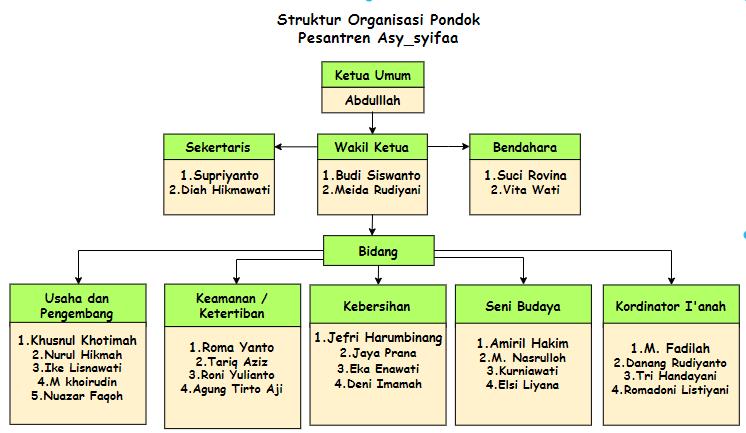 Struktur Organisasi Pondok
Pesantren Asy_syifaa
Ketua Umum
Abdulllah
Sekertaris
1.Supriyanto
2.Diah Hikmawati
Wakil Ketua
1.Budi Siswanto
2.Meida Rudiyani
Bendahara
1.Suci Rovina
2.Vita Wati
Bidang
Usaha dan
Pengembang
1.Khusnul Khotimah
2.Nurul Hikmah
3.Ike Lisnawati
4.M khoirudin
5.Nuazar Faqoh
Keamanan /
Ketertiban
1.Roma Yanto
2.Tariq Aziz
3.Roni Yulianto
4.Agung Tirto Aji
Kebersihan
1.Jefri Harumbinang
2.Jaya Prana
3.Eka Enawati
4.Deni Imamah
Seni Budaya
1.Amiril Hakim
2.M. Nasrulloh
3.Kurniawati
4.Elsi Liyana
Kordinator I'anah
1.M. Fadilah
2.Danang Rudiyanto
3.Tri Handayani
4.Romadoni Listiyani